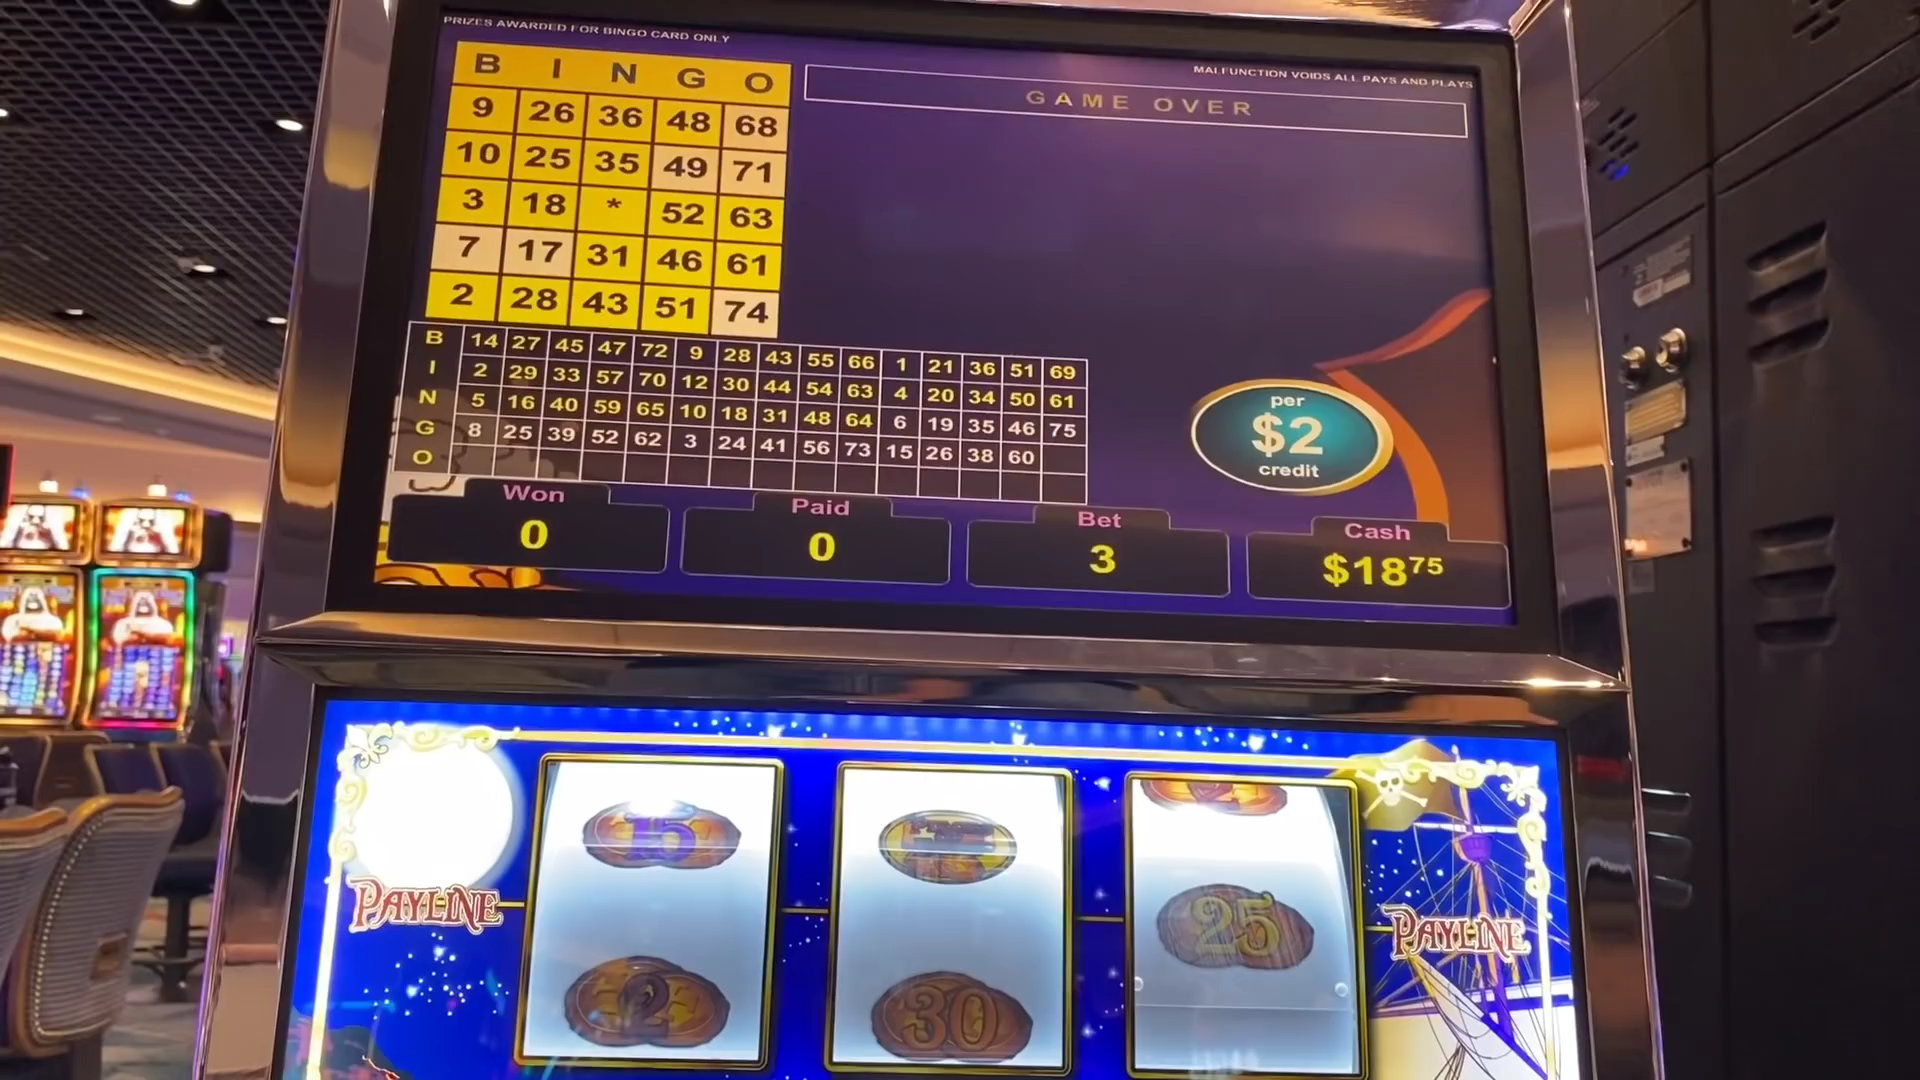 PRIZES AWARDED FOR BINGO CARD ONLY
MALFUNCTION VOIDS ALL PAYS AND PLAYS
GAME OVER
B I N G O
9 26 36 48 68
10 25 35 49 71
3 18 * 52 63
7 17 31 46 61
2 28 43 51 74
B 14 27 45 47 72 9 28 43 55 66 1 21 36 51 69
I 2 29 33 57 70 12 30 44 54 63 4 20 34 50 61
N 5 16 40 59 65 10 18 31 48 64 6 19 35 46 75
G 8 25 39 52 62 3 24 41 56 73 15 26 38 60
O
per
$2
credit
Won
0
Paid
0
Bet
3
Cash
$18 75
15
25
2
30
PAYLINE
PAYLINE